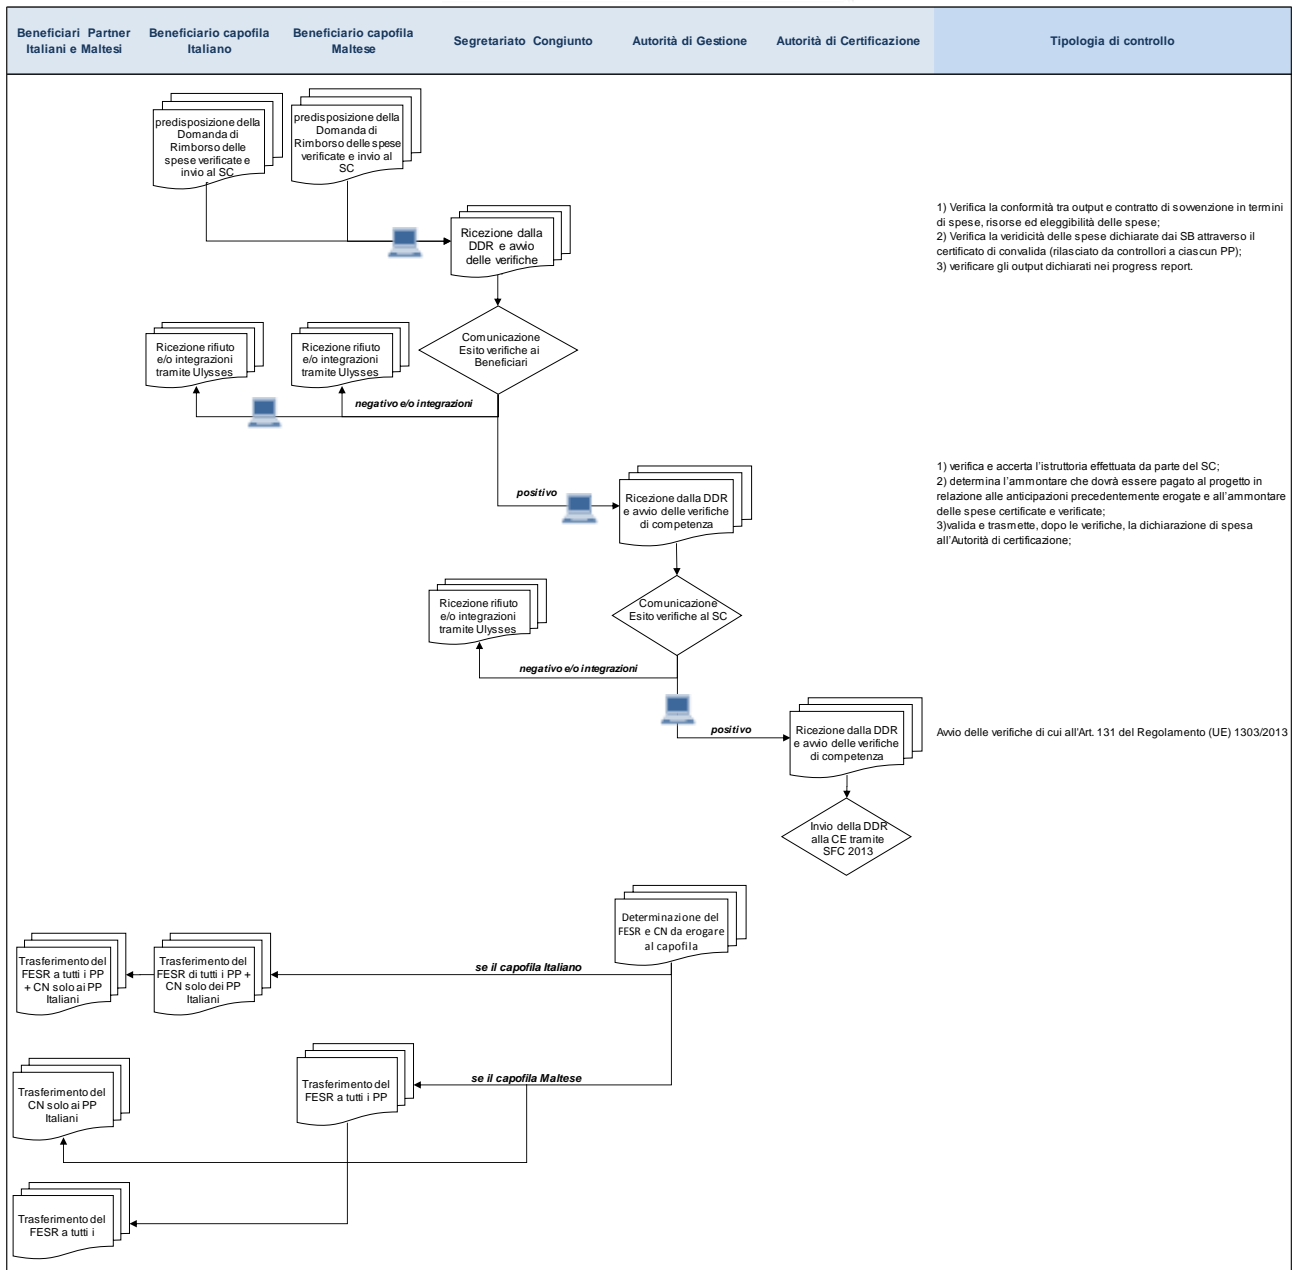 Beneficiari Partner
Italiani e Maltesi
Beneficiario capofila
Italiano
Beneficiario capofila
Maltese
Segretariato Congiunto
Autorità di Gestione
Autorità di Certificazione
Tipologia di controllo
predisposizione della
Domanda di
Rimborso delle
spese verificate e
invio al SC
predisposizione della
Domanda di
Rimborso delle spese
verificate e invio al
SC
Ricezione dalla
DDR e avvio
delle verifiche
1) Verifica la conformità tra output e contratto di sovvenzione in termini
di spese, risorse ed eleggibilità delle spese;
2) Verifica la veridicità delle spese dichiarate dai SB attraverso il
certificato di convalida (rilasciato da controllori a ciascun PP);
3) verificare gli output dichiarati nei progress report.
Ricezione rifiuto
e/o integrazioni
tramite Ulysses
Ricezione rifiuto
e/o integrazioni
tramite Ulysses
Comunicazione
Esito verifiche ai
Beneficiari
negativo e/o integrazioni
positivo
Ricezione dalla DDR
e avvio delle verifiche
di competenza
1) verifica e accerta l'istruttoria effettuata da parte del SC;
2) determina l'ammontare che dovrà essere pagato al progetto in
relazione alle anticipazioni precedentemente erogate e all'ammontare
delle spese certificate e verificate;
3)valida e trasmette, dopo le verifiche, la dichiarazione di spesa
all'Autorità di certificazione;
Ricezione rifiuto
e/o integrazioni
tramite Ulysses
Comunicazione
Esito verifiche al SC
negativo e/o integrazioni
positivo
Ricezione dalla DDR
e avvio delle verifiche
di competenza
Avvio delle verifiche di cui all'Art. 131 del Regolamento (UE) 1303/2013
Invio della DDR
alla CE tramite
SFC 2013
Determinazione del
FESR e CN da erogare
al capofila
Trasferimento del
FESR a tutti i PP
+ CN solo ai PP
Italiani
Trasferimento del
FESR di tutti i PP +
CN solo dei PP
Italiani
se il capofila Italiano
Trasferimento del
CN solo ai PP
Italiani
Trasferimento del
FESR a tutti i PP
se il capofila Maltese
Trasferimento del
FESR a tutti i